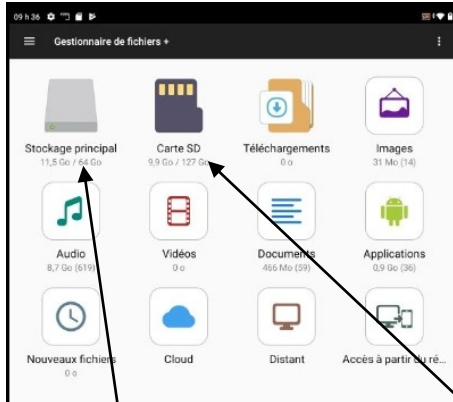 09 h 36
Gestionnaire de fichiers +
Stockage principal
11,5 Go / 64 Go
Carte SD
9,9 Go / 127 Go
Téléchargements
0 o
Images
31 Mo (14)
Audio
8,7 Go (619)
Vidéos
0 o
Documents
466 Mo (59)
Applications
0,9 Go (36)
Nouveaux fichiers
0 o
Cloud
Distant
Accès à partir du ré...